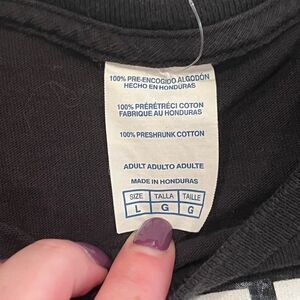 100% PRE-ENCOGIDO ALGODÓN
HECHO EN HONDURAS
100% PRÉRÉTRÉCI COTON
FABRIQUE AU HONDURAS
100% PRESHRUNK COTTON
ADULT ADULTO ADULTE
MADE IN HONDURAS
SIZE TALLA TAILLE
L G G